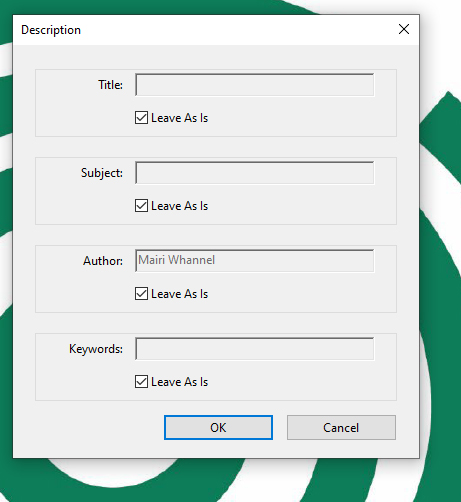 Description
Title:
Leave As Is
Subject:
Leave As Is
Author: Mairi Whannel
Leave As Is
Keywords:
Leave As Is
OK Cancel